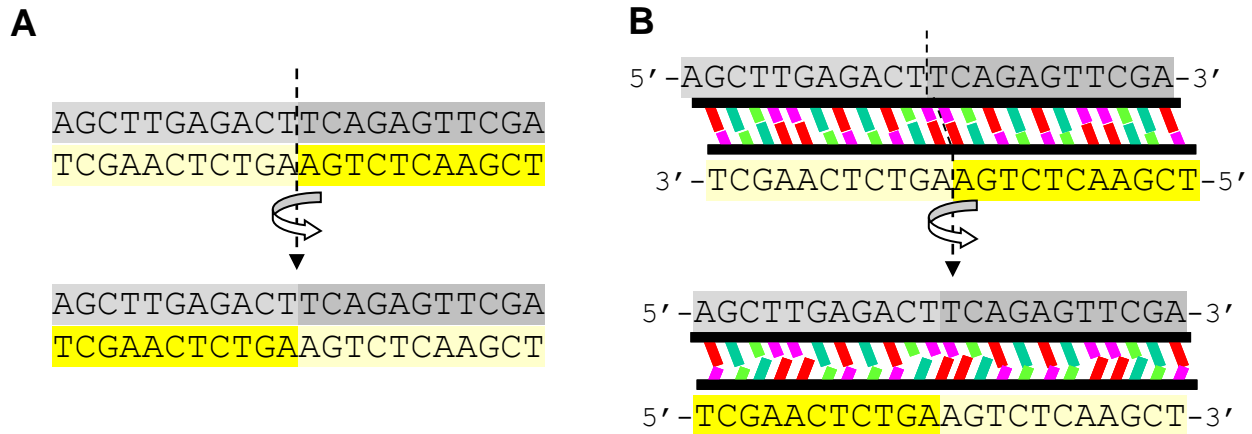 A
AGCTTGAGACTTCAGAGTTCGA
TCGAACTCTGAAGTCTCAAGCT
AGCTTGAGACTTCAGAGTTCGA
TCGAACTCTGAAGTCTCAAGCT
B
5'-AGCTTGAGACTTCAGAGTTCGA-3'
3'-TCGAACTCTGAAGTCTCAAGCT-5'
5'-AGCTTGAGACTTCAGAGTTCGA-3'
5'-TCGAACTCTGAAGTCTCAAGCT-3'